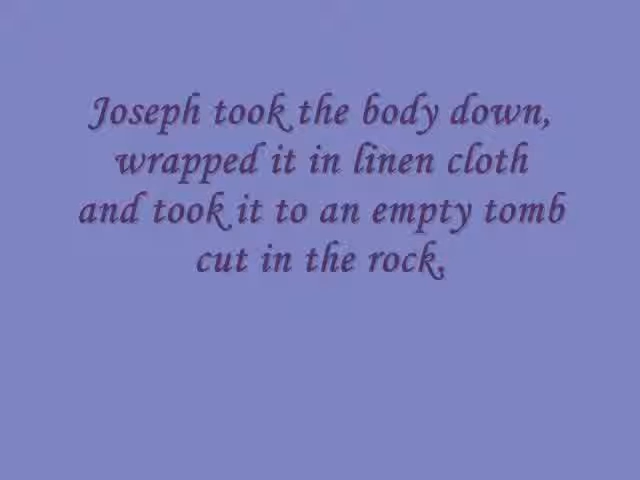 Joseph took the body down,
wrapped it in linen cloth
and took it to an empty tomb
cut in the rock,